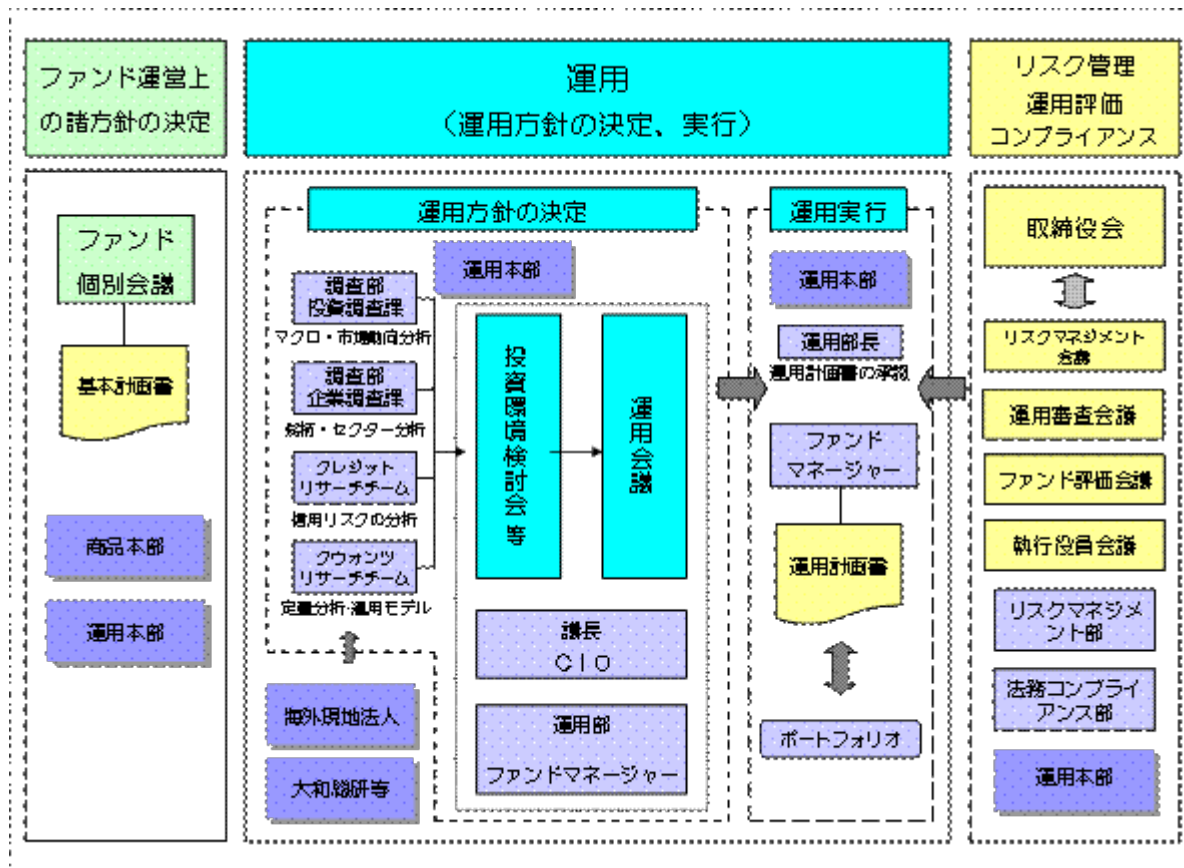 ファンド運営上
の諸方針の決定
運用
（運用方針の決定、実行）
リスク管理
運用評価
コンプライアンス
ファンド
個別会議
基本計画書
商品本部
運用本部
運用方針の決定
運用本部
調査部
投資調査課
マクロ・市場動向分析
調査部
企業調査課
銘柄・セクター分析
クレジット
リサーチチーム
信用リスクの分析
クウォンツ
リサーチチーム
定量分析・運用モデル
海外現地法人
大和総研等
投資環境検討会 等
運用会議
議長
CIO
運用部
ファンドマネージャー
運用実行
運用本部
運用部長
運用計画書の承認
ファンド
マネージャー
運用計画書
ポートフォリオ
取締役会
リスクマネジメント
会議
運用審査会議
ファンド評価会議
執行役員会議
リスクマネジメ
ント部
法務コンプライ
アンス部
運用本部